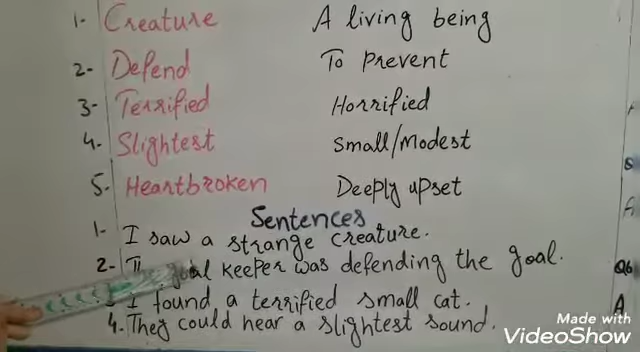 1- Creature A living being
2- Defend To prevent
3- Terrified Horrified
4. Slightest Small/Modest
5. Heartbroken Deeply upset
Sentences
1- I saw a strange creature.
2- The goal keeper was defending the goal.
I found a terrified small cat.
4. They could hear a slightest sound.
Made with
VideoShow